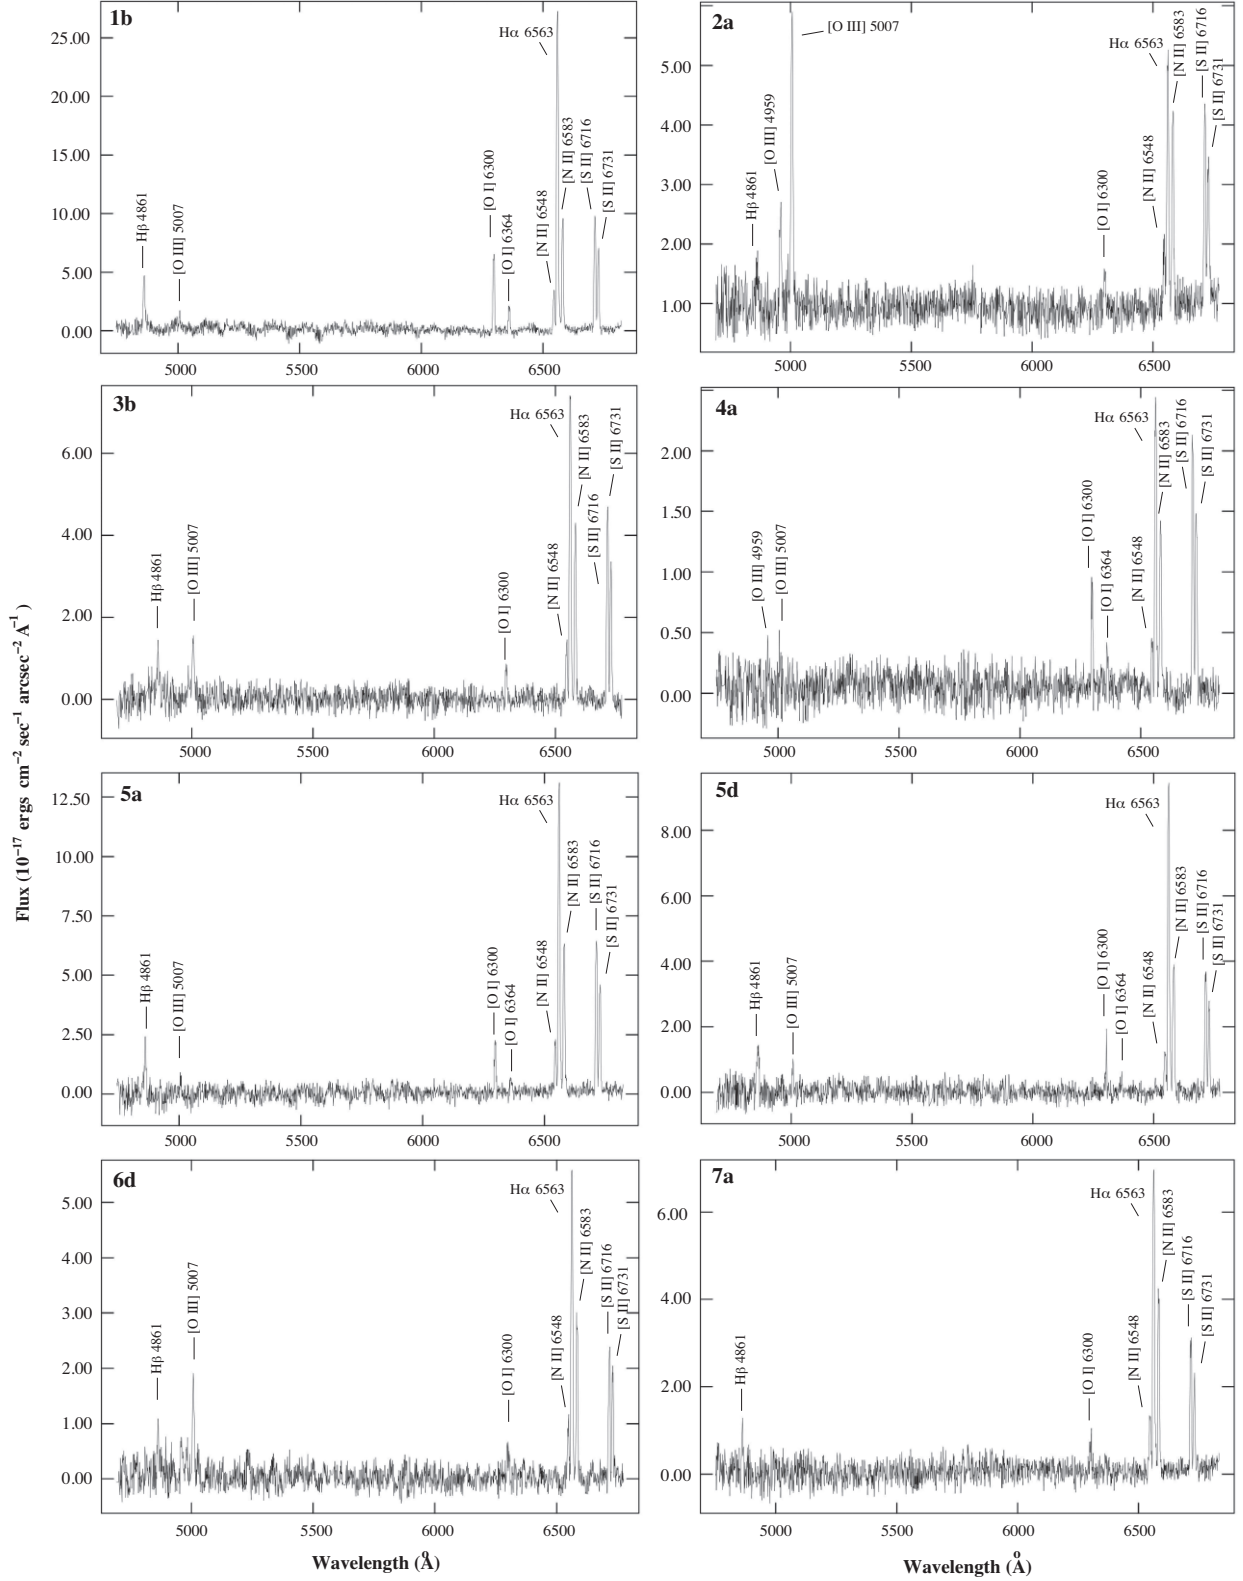 Flux (10−17 ergs cm−2 sec−1 arcsec−2 A−1 )
1b
25.00
20.00
15.00
10.00
5.00
0.00
Hβ 4861
[O III] 5007
[O I] 6300
[O I] 6364
[N II] 6548
Hα 6563
[N II] 6583
[S II] 6716
[S II] 6731
5000
5500
6000
6500
2a
5.00
4.00
3.00
2.00
1.00
Hβ 4861
[O III] 4959
[O III] 5007
[O I] 6300
[N II] 6548
Hα 6563
[N II] 6583
[S II] 6716
[S II] 6731
5000
5500
6000
6500
3b
6.00
4.00
2.00
0.00
Hβ 4861
[O III] 5007
[O I] 6300
[N II] 6548
Hα 6563
[N II] 6583
[S II] 6716
[S II] 6731
5000
5500
6000
6500
4a
2.00
1.50
1.00
0.50
0.00
[O III] 4959
[O III] 5007
[O I] 6300
[O I] 6364
[N II] 6548
Hα 6563
[N II] 6583
[S II] 6716
[S II] 6731
5000
5500
6000
6500
5a
12.50
10.00
7.50
5.00
2.50
0.00
Hβ 4861
[O III] 5007
[O I] 6300
[O I] 6364
[N II] 6548
Hα 6563
[N II] 6583
[S II] 6716
[S II] 6731
5000
5500
6000
6500
5d
8.00
6.00
4.00
2.00
0.00
Hβ 4861
[O III] 5007
[O I] 6300
[O I] 6364
[N II] 6548
Hα 6563
[N II] 6583
[S II] 6716
[S II] 6731
5000
5500
6000
6500
6d
5.00
4.00
3.00
2.00
1.00
0.00
Hβ 4861
[O III] 5007
[O I] 6300
[N II] 6548
Hα 6563
[N II] 6583
[S II] 6716
[S II] 6731
5000
5500
6000
6500
Wavelength (Å)
7a
6.00
4.00
2.00
0.00
Hβ 4861
[O I] 6300
[N II] 6548
Hα 6563
[N II] 6583
[S II] 6716
[S II] 6731
5000
5500
6000
6500
Wavelength (Å)